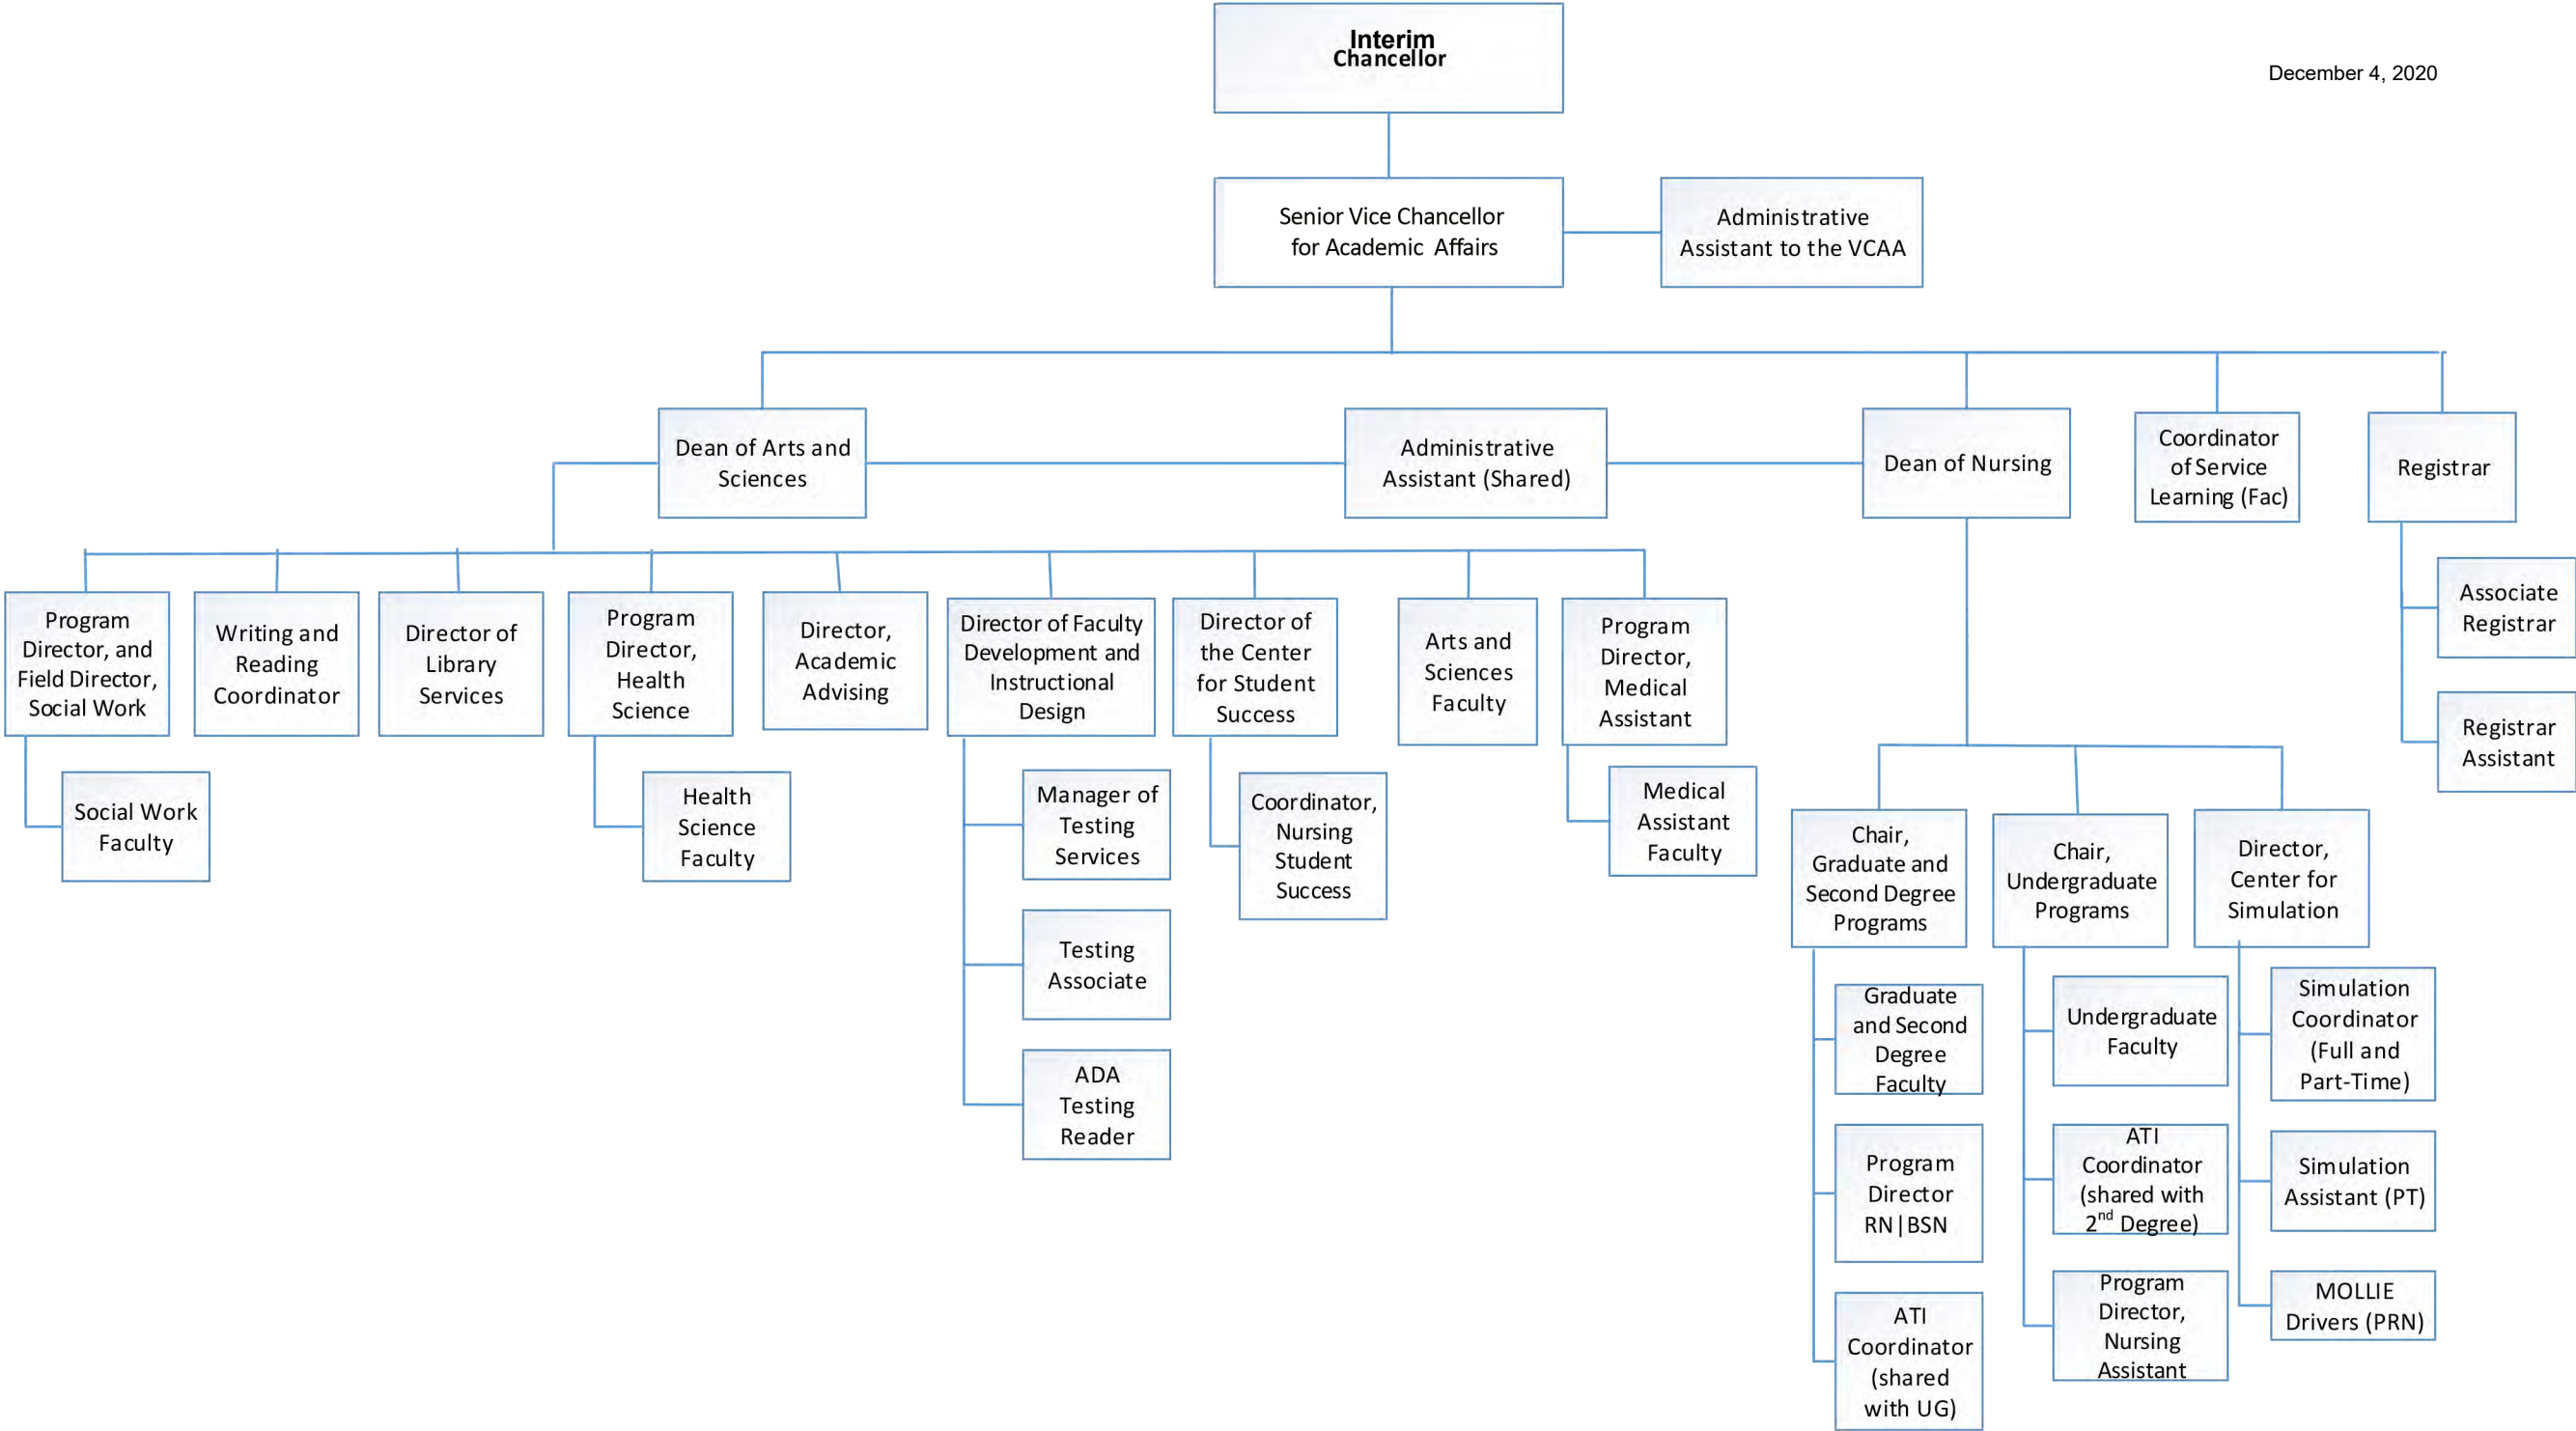 Interim
Chancellor
December 4, 2020
Senior Vice Chancellor
for Academic Affairs
Administrative
Assistant to the VCAA
Dean of Arts and
Sciences
Administrative
Assistant (Shared)
Dean of Nursing
Coordinator
of Service
Learning (Fac)
Registrar
Associate
Registrar
Registrar
Assistant
Program
Director, and
Field Director,
Social Work
Writing and
Reading
Coordinator
Director of
Library
Services
Program
Director,
Health
Science
Director,
Academic
Advising
Director of Faculty
Development and
Instructional
Design
Director of
the Center
for Student
Success
Arts and
Sciences
Faculty
Program
Director,
Medical
Assistant
Social Work
Faculty
Health
Science
Faculty
Manager of
Testing
Services
Testing
Associate
ADA
Testing
Reader
Coordinator,
Nursing
Student
Success
Medical
Assistant
Faculty
Chair,
Graduate and
Second Degree
Programs
Chair,
Undergraduate
Programs
Director,
Center for
Simulation
Graduate
and Second
Degree
Faculty
Program
Director
RN|BSN
ATI
Coordinator
(shared
with UG)
Undergraduate
Faculty
ATI
Coordinator
(shared with
2nd Degree)
Program
Director,
Nursing
Assistant
Simulation
Coordinator
(Full and
Part-Time)
Simulation
Assistant (PT)
MOLLIE
Drivers (PRN)